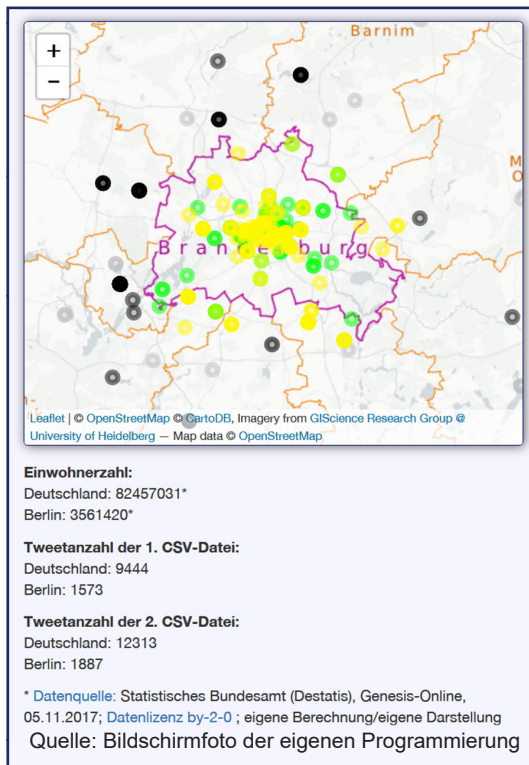 Barnim
+
−
M
O
Brandenburg
Leaflet | © OpenStreetMap © CartoDB, Imagery from GIScience Research Group @
University of Heidelberg — Map data © OpenStreetMap
Einwohnerzahl:
Deutschland: 82457031*
Berlin: 3561420*
Tweetanzahl der 1. CSV-Datei:
Deutschland: 9444
Berlin: 1573
Tweetanzahl der 2. CSV-Datei:
Deutschland: 12313
Berlin: 1887
* Datenquelle: Statistisches Bundesamt (Destatis), Genesis-Online,
05.11.2017; Datenlizenz by-2-0 ; eigene Berechnung/eigene Darstellung
Quelle: Bildschirmfoto der eigenen Programmierung